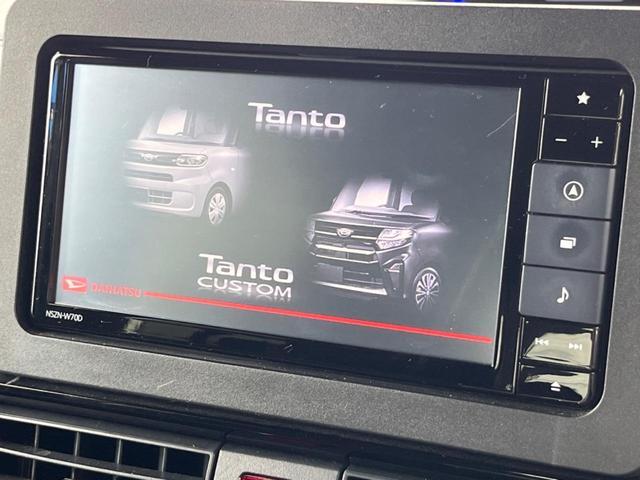 Tanto
Tanto
CUSTOM
DAIHATSU
NSZN-W70D